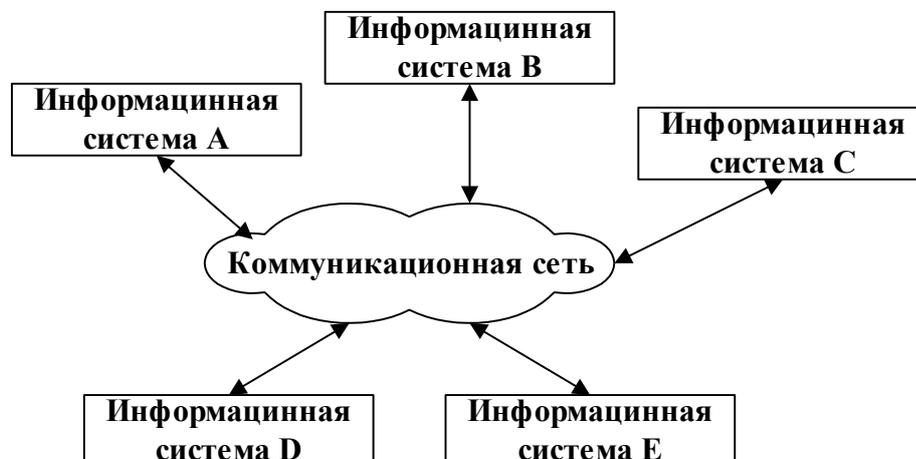 Информацинная
система B
Информацинная
система A
Информацинная
система C
Коммуникационная сеть
Информацинная
система D
Информацинная
система E